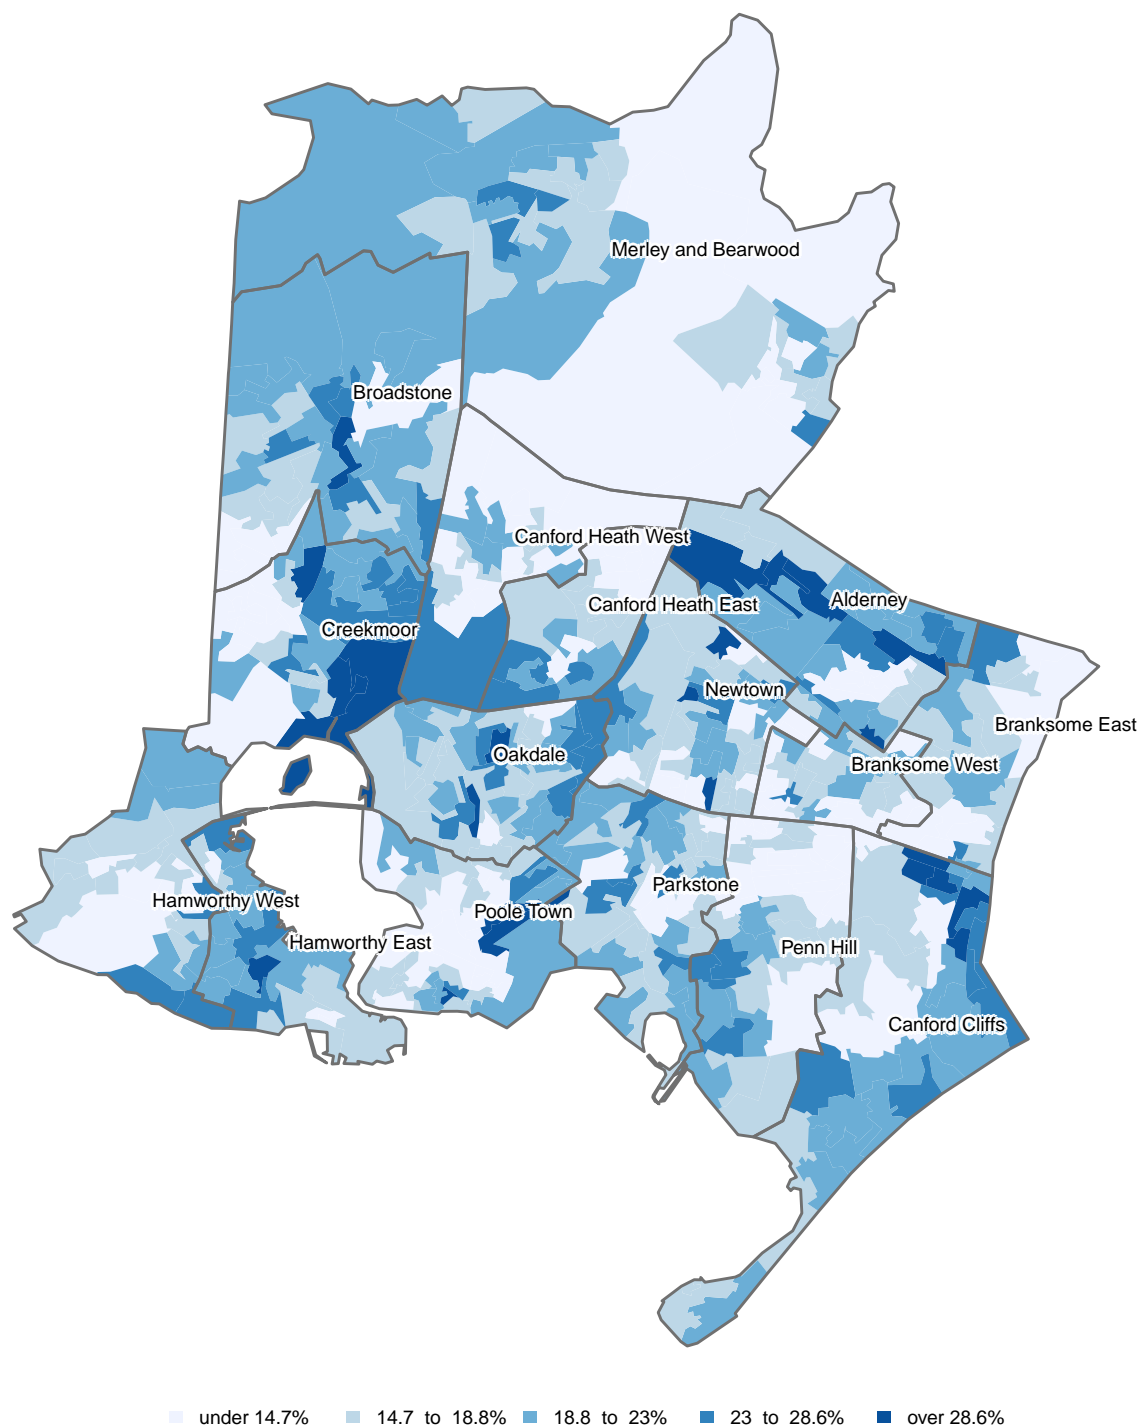 Merley and Bearwood
Broadstone
Canford Heath West
Canford Heath East
Alderney
Creekmoor
Newtown
Branksome East
Oakdale
Branksome West
Parkstone
Hamworthy West
Poole Town
Hamworthy East
Penn Hill
Canford Cliffs
under 14.7%
14.7 to 18.8%
18.8 to 23%
23 to 28.6%
over 28.6%